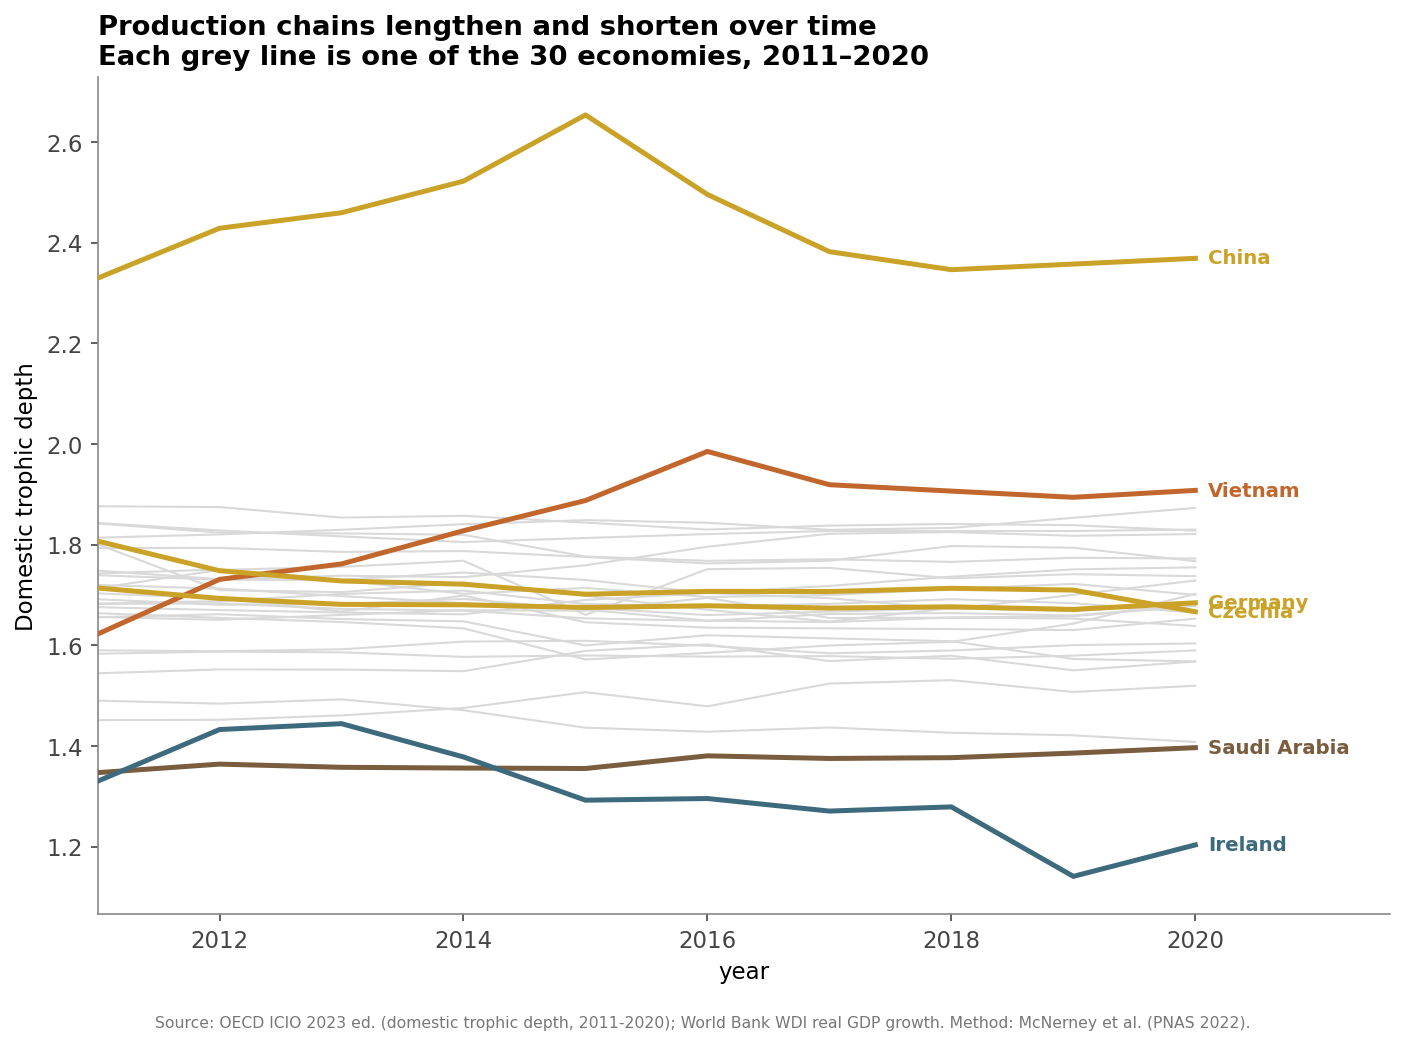 Production chains lengthen and shorten over time
Each grey line is one of the 30 economies, 2011–2020
Domestic trophic depth
2.6
2.4
2.2
2.0
1.8
1.6
1.4
1.2
China
Vietnam
Germany
Czechia
Saudi Arabia
Ireland
2012
2014
2016
2018
2020
year
Source: OECD ICIO 2023 ed. (domestic trophic depth, 2011-2020); World Bank WDI real GDP growth. Method: McNerney et al. (PNAS 2022).